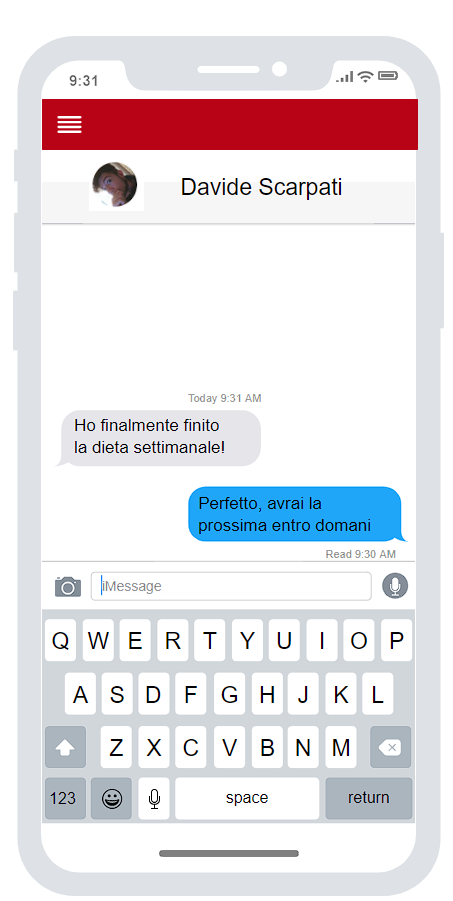 9:31
Davide Scarpati
Today 9:31 AM
Ho finalmente finito
la dieta settimanale!
Perfetto, avrai la
prossima entro domani
Read 9:30 AM
iMessage
Q W E R T Y U I O P
A S D F G H J K L
Z X C V B N M
123 space return